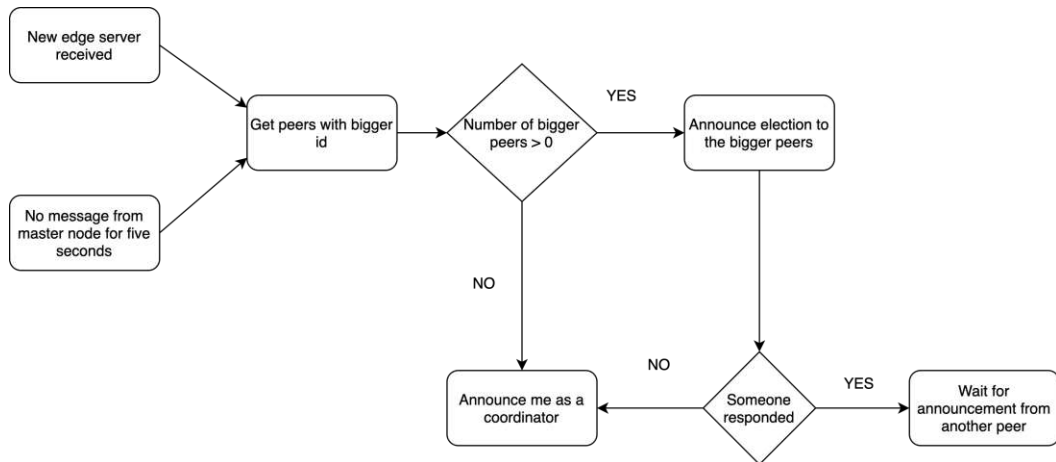 New edge server
received
No message from
master node for five
seconds
Get peers with bigger
id
Number of bigger
peers > 0
YES
Announce election to
the bigger peers
NO
Announce me as a
coordinator
NO
Someone
responded
YES
Wait for
announcement from
another peer